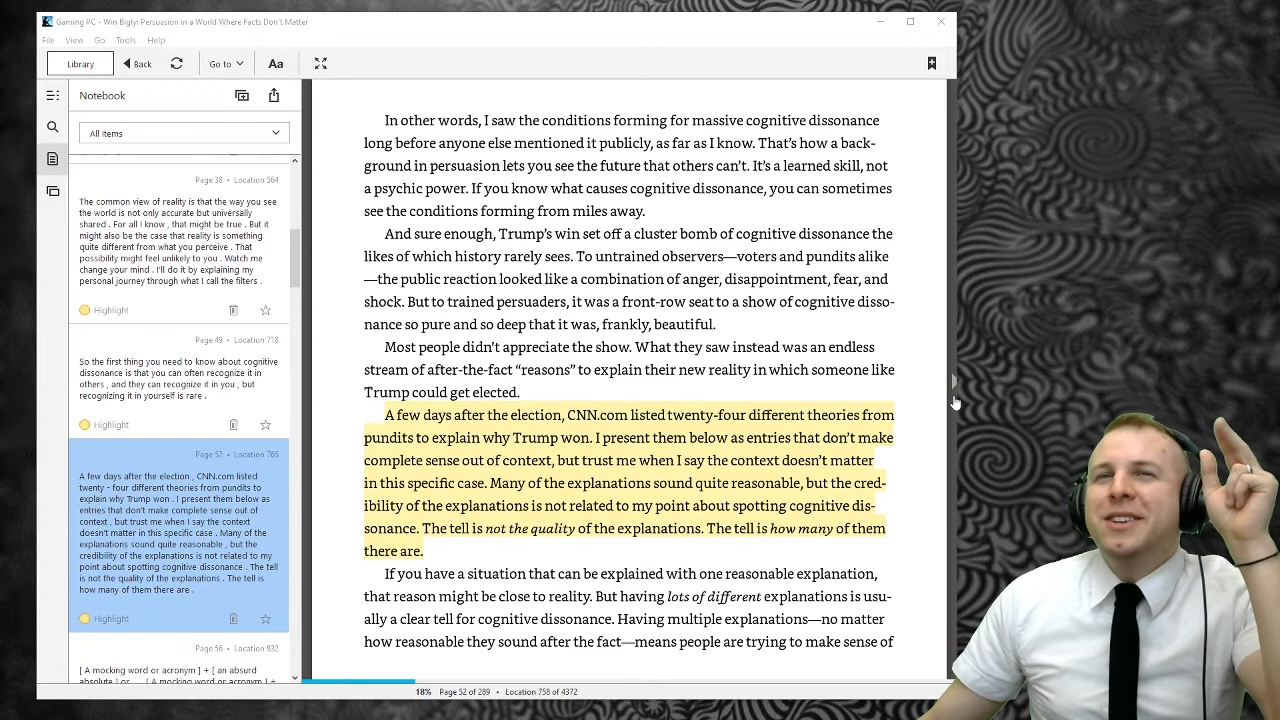 Gaming PC - Win Bigly: Persuasion in a World Where Facts Don't Matter
File View Go Tools Help
Library Back Go to Aa
Notebook
All Items
Page 38 • Location 564
The common view of reality is that the way you see
the world is not only accurate but universally
shared . For all I know , that might be true . But it
might also be the case that reality is something
quite different from what you perceive . That
possibility might feel unlikely to you . Watch me
change your mind . I'll do it by explaining my
personal journey through what I call the filters .
Highlight
Page 49 • Location 718
So the first thing you need to know about cognitive
dissonance is that you can often recognize it in
others , and they can recognize it in you , but
recognizing it in yourself is rare .
Highlight
Page 52 • Location 765
A few days after the election , CNN.com listed
twenty - four different theories from pundits to
explain why Trump won . I present them below as
entries that don't make complete sense out of
context , but trust me when I say the context
doesn't matter in this specific case . Many of the
explanations sound quite reasonable , but the
credibility of the explanations is not related to my
point about spotting cognitive dissonance . The tell
is not the quality of the explanations . The tell is
how many of them there are .
Highlight
Page 56 • Location 832
[ A mocking word or acronym ] + [ an absurd
absolute ] or . . . [ A mocking word or acronym ] +
In other words, I saw the conditions forming for massive cognitive dissonance
long before anyone else mentioned it publicly, as far as I know. That’s how a back-
ground in persuasion lets you see the future that others can’t. It’s a learned skill, not
a psychic power. If you know what causes cognitive dissonance, you can sometimes
see the conditions forming from miles away.
And sure enough, Trump’s win set off a cluster bomb of cognitive dissonance the
likes of which history rarely sees. To untrained observers—voters and pundits alike
—the public reaction looked like a combination of anger, disappointment, fear, and
shock. But to trained persuaders, it was a front-row seat to a show of cognitive disso-
nance so pure and so deep that it was, frankly, beautiful.
Most people didn’t appreciate the show. What they saw instead was an endless
stream of after-the-fact “reasons” to explain their new reality in which someone like
Trump could get elected.
A few days after the election, CNN.com listed twenty-four different theories from
pundits to explain why Trump won. I present them below as entries that don’t make
complete sense out of context, but trust me when I say the context doesn’t matter
in this specific case. Many of the explanations sound quite reasonable, but the cred-
ibility of the explanations is not related to my point about spotting cognitive dis-
sonance. The tell is not the quality of the explanations. The tell is how many of them
there are.
If you have a situation that can be explained with one reasonable explanation,
that reason might be close to reality. But having lots of different explanations is usu-
ally a clear tell for cognitive dissonance. Having multiple explanations—no matter
how reasonable they sound after the fact—means people are trying to make sense of
18% Page 52 of 289 • Location 758 of 4372